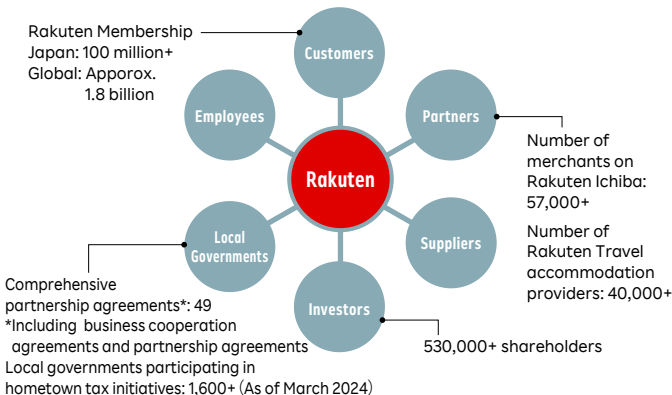 Rakuten Membership
Japan: 100 million+
Global: Apporox.
1.8 billion
Customers
Employees
Partners
Rakuten
Number of
merchants on
Rakuten Ichiba:
57,000+
Number of
Rakuten Travel
accommodation
providers: 40,000+
Local
Governments
Suppliers
Investors
Comprehensive
partnership agreements*: 49
*Including business cooperation
agreements and partnership agreements
Local governments participating in
hometown tax initiatives: 1,600+ (As of March 2024)
530,000+ shareholders